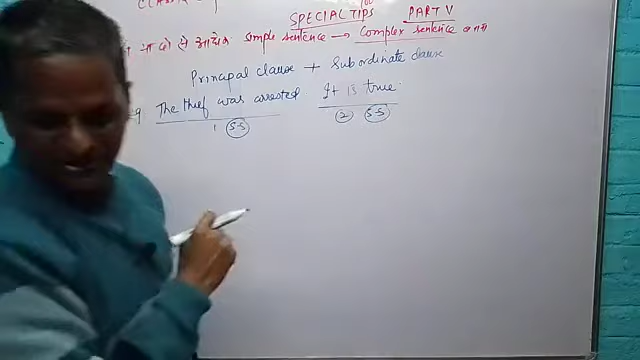 SPECIAL TIPS PART V
दो से अधिक simple sentence → Complex sentence बनाना
Principal clause + Subordinate clause
The thief was arrested It is true.
1 S.S 2 S.S